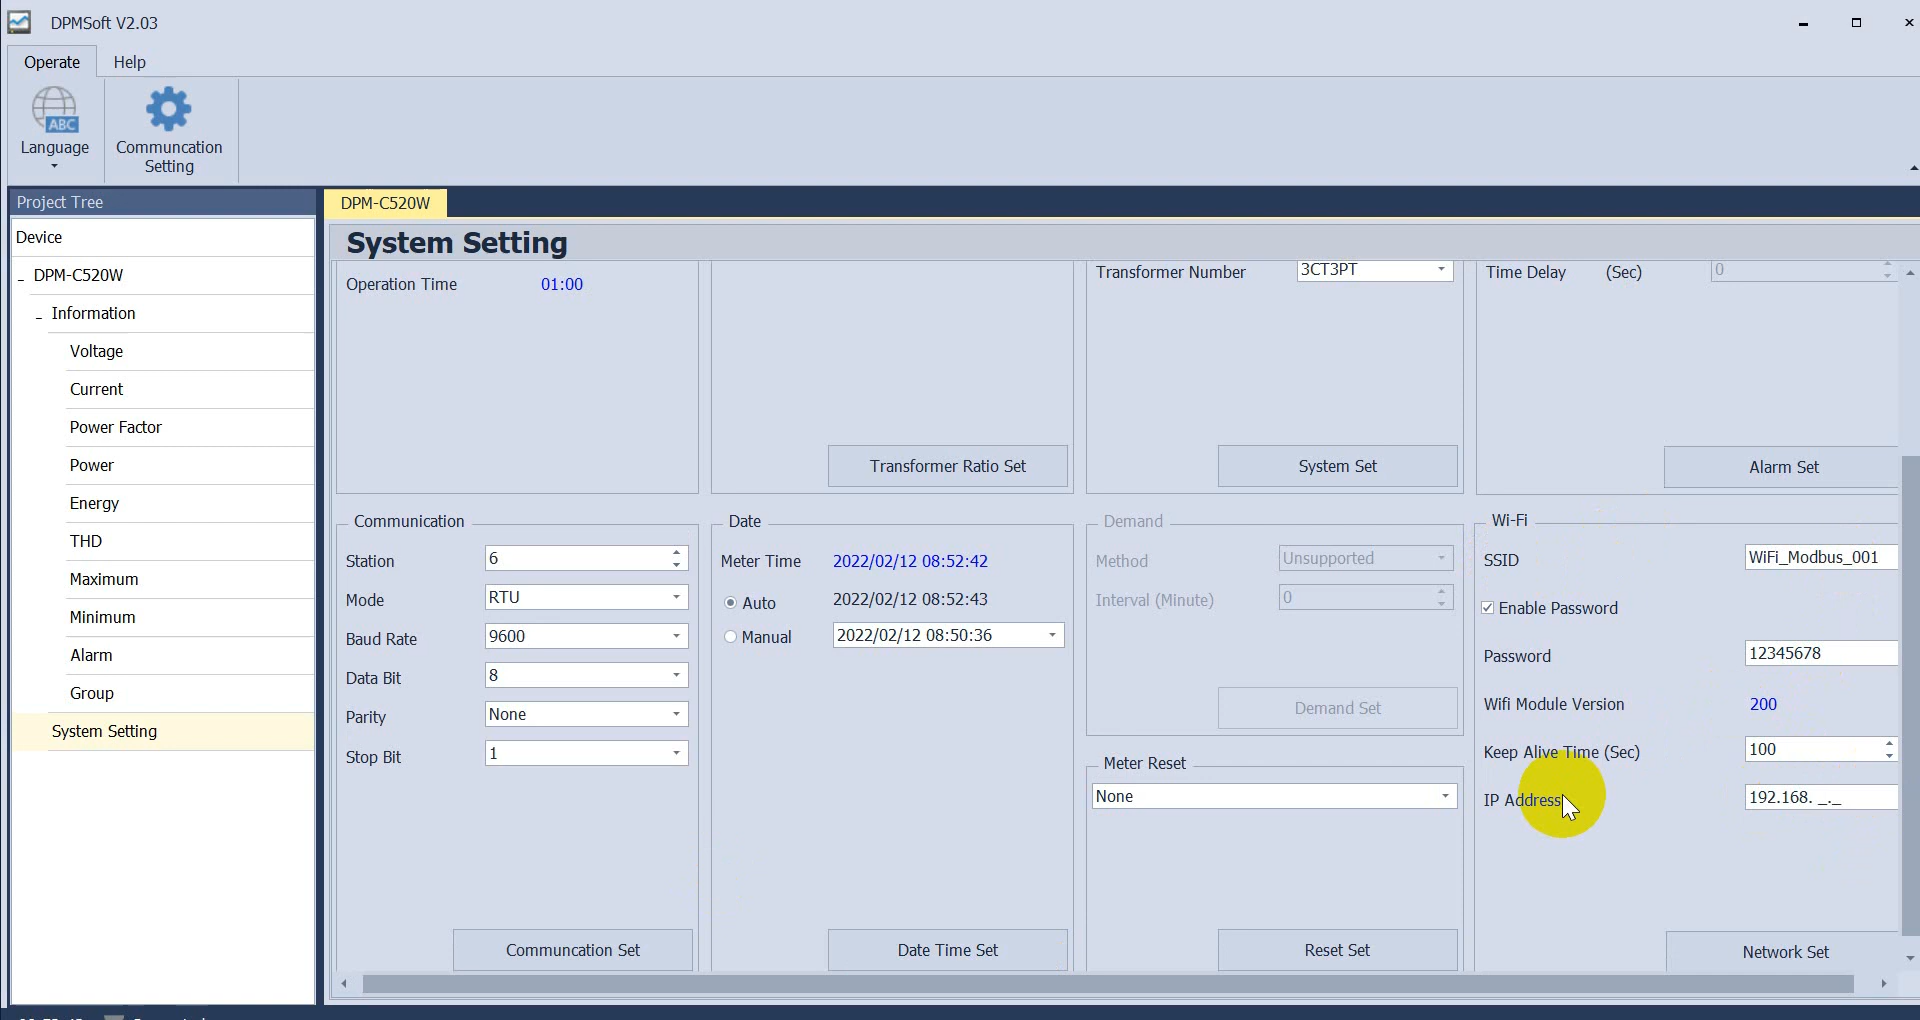 DPMSoft V2.03
Operate Help
ABC
Language
Communcation
Setting
Project Tree
Device
DPM-C520W
Information
Voltage
Current
Power Factor
Power
Energy
THD
Maximum
Minimum
Alarm
Group
System Setting
DPM-C520W
System Setting
Operation Time 01:00
Transformer Ratio Set
Transformer Number 3CT3PT
System Set
Time Delay (Sec) 0
Alarm Set
Communication
Station 6
Mode RTU
Baud Rate 9600
Data Bit 8
Parity None
Stop Bit 1
Communcation Set
Date
Meter Time 2022/02/12 08:52:42
Auto 2022/02/12 08:52:43
Manual 2022/02/12 08:50:36
Date Time Set
Demand
Method Unsupported
Interval (Minute) 0
Demand Set
Meter Reset
None
Reset Set
Wi-Fi
SSID WiFi_Modbus_001
Enable Password
Password 12345678
Wifi Module Version 200
Keep Alive Time (Sec) 100
IP Address 192.168. _._
Network Set